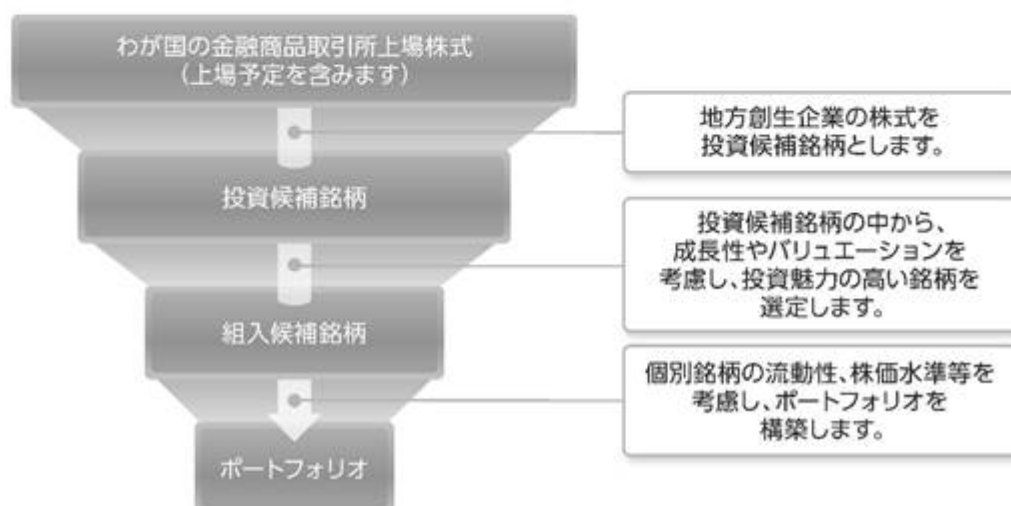 わが国の金融商品取引所上場株式
(上場予定を含みます)
地方創生企業の株式を
投資候補銘柄とします。
投資候補銘柄
投資候補銘柄の中から、
成長性やバリュエーションを
考慮し、投資魅力の高い銘柄を
選定します。
組入候補銘柄
個別銘柄の流動性、株価水準等を
考慮し、ポートフォリオを
構築します。
ポートフォリオ